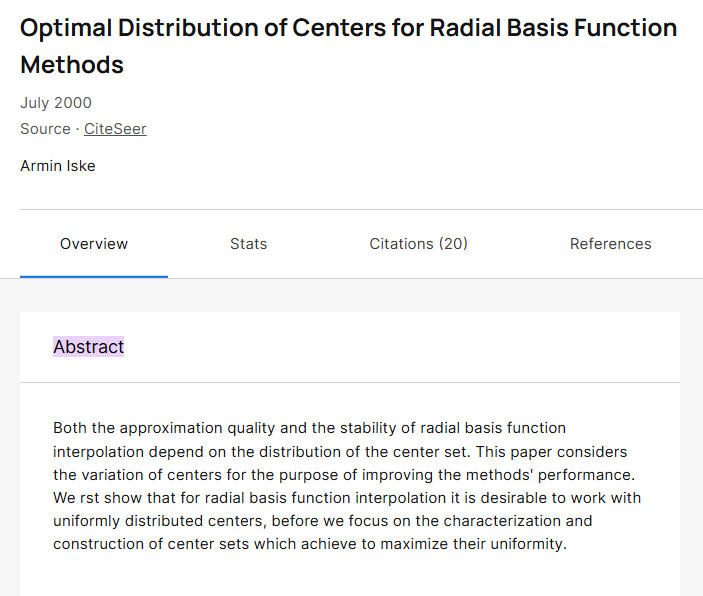 Optimal Distribution of Centers for Radial Basis Function
Methods
July 2000
Source · CiteSeer
Armin Iske
Overview
Stats
Citations (20)
References
Abstract
Both the approximation quality and the stability of radial basis function
interpolation depend on the distribution of the center set. This paper considers
the variation of centers for the purpose of improving the methods' performance.
We rst show that for radial basis function interpolation it is desirable to work with
uniformly distributed centers, before we focus on the characterization and
construction of center sets which achieve to maximize their uniformity.